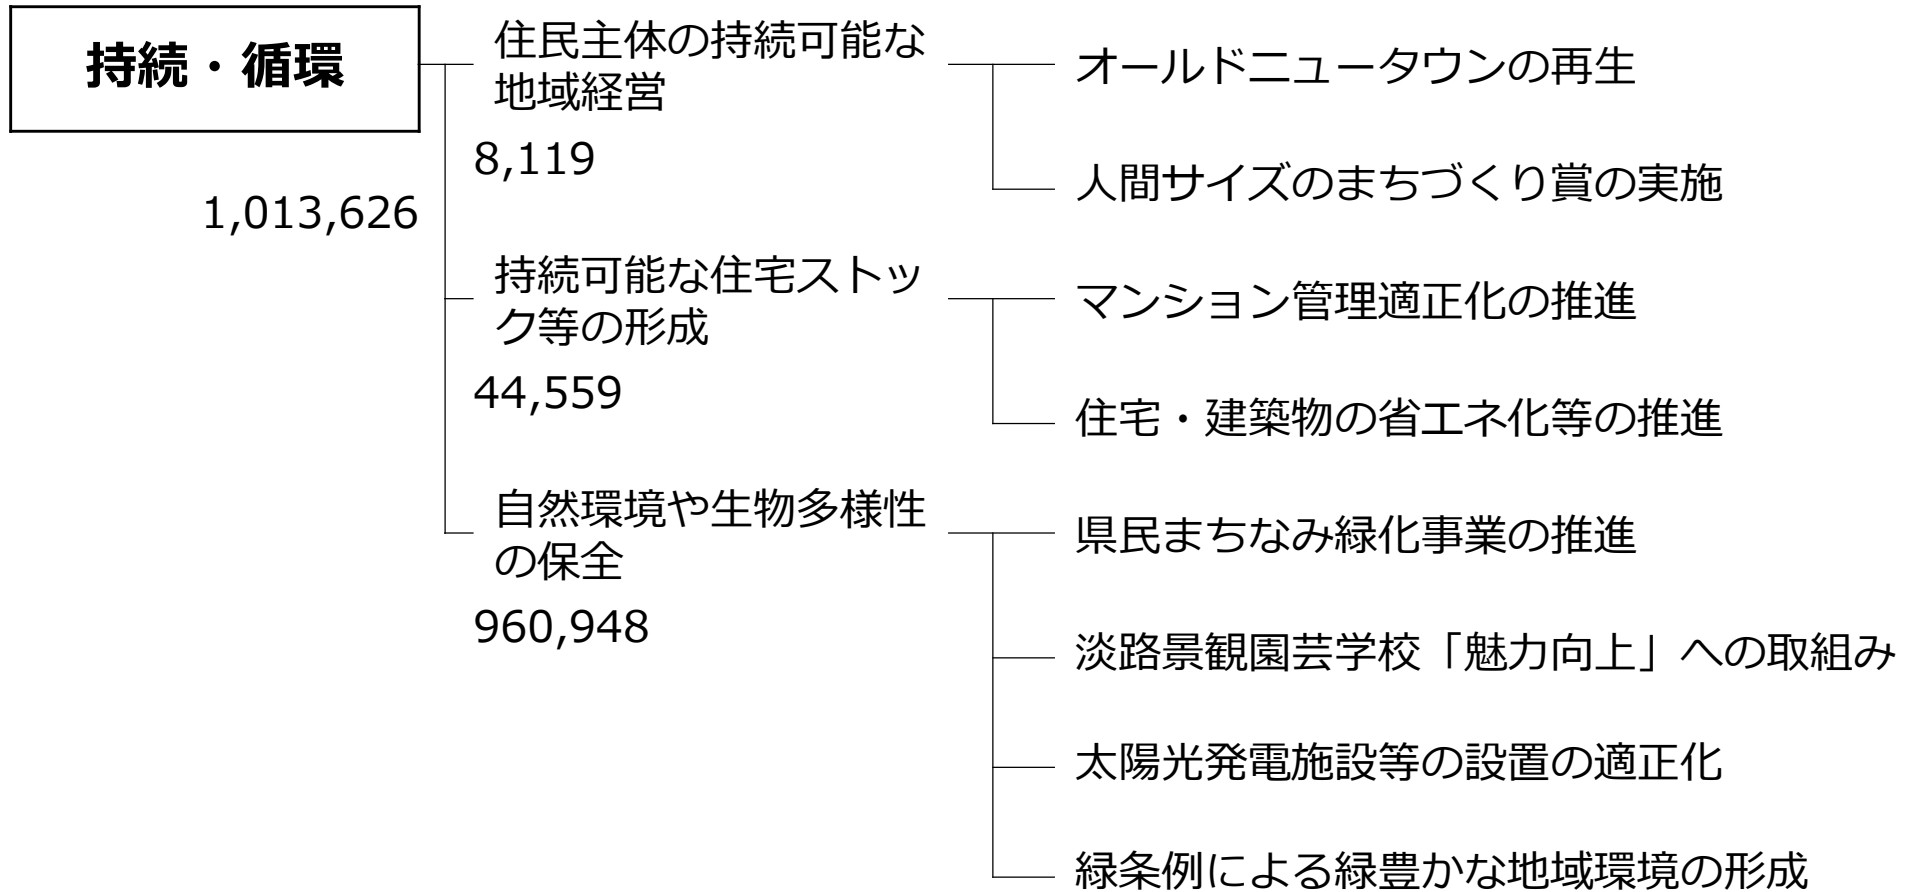 持続・循環
1,013,626
住民主体の持続可能な
地域経営
8,119
オールドニュータウンの再生
人間サイズのまちづくり賞の実施
持続可能な住宅ストッ
ク等の形成
44,559
マンション管理適正化の推進
住宅・建築物の省エネ化等の推進
自然環境や生物多様性
の保全
960,948
県民まちなみ緑化事業の推進
淡路景観園芸学校「魅力向上」への取組み
太陽光発電施設等の設置の適正化
緑条例による緑豊かな地域環境の形成